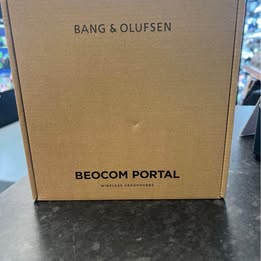 BANG & OLUFSEN
BEOCOM PORTAL
WIRELESS HEADPHONES